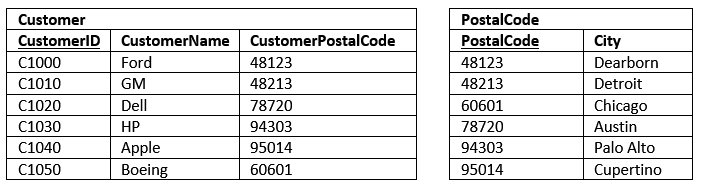 Customer
CustomerID CustomerName CustomerPostalCode
C1000 Ford 48123
C1010 GM 48213
C1020 Dell 78720
C1030 HP 94303
C1040 Apple 95014
C1050 Boeing 60601
PostalCode
PostalCode City
48123 Dearborn
48213 Detroit
60601 Chicago
78720 Austin
94303 Palo Alto
95014 Cupertino